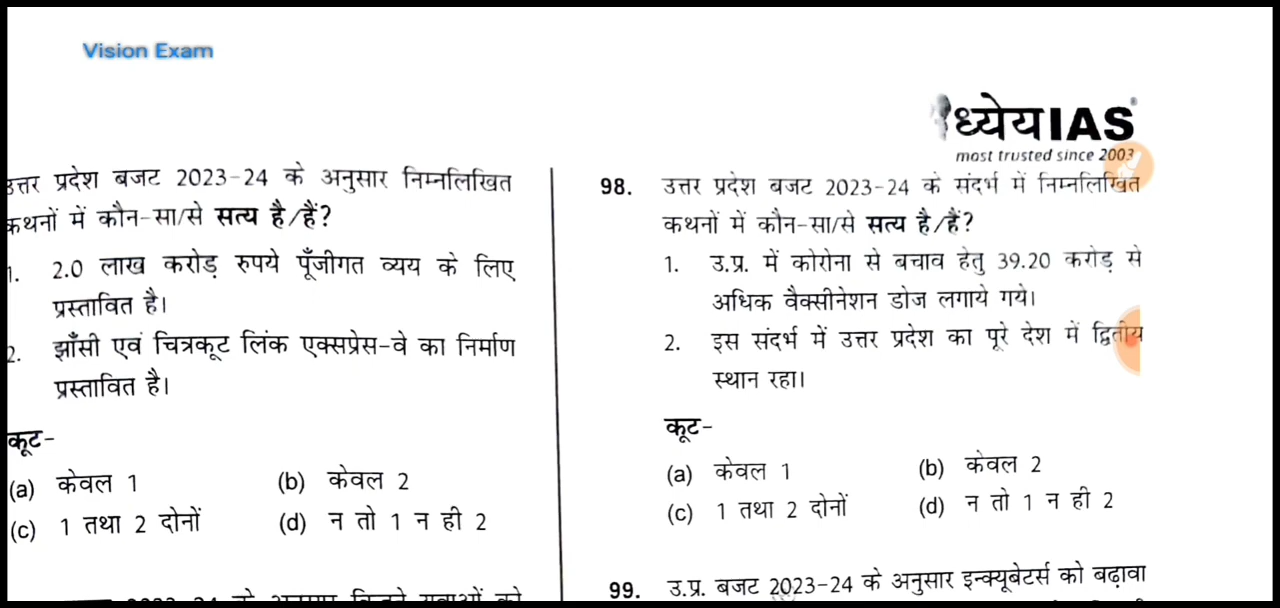 Vision Exam
ध्येयIAS
most trusted since 2003
उत्तर प्रदेश बजट 2023-24 के अनुसार निम्नलिखित
कथनों में कौन-सा/से सत्य है/हैं?
1. 2.0 लाख करोड़ रुपये पूँजीगत व्यय के लिए
प्रस्तावित है।
2. झाँसी एवं चित्रकूट लिंक एक्सप्रेस-वे का निर्माण
प्रस्तावित है।
कूट-
(a) केवल 1 (b) केवल 2
(c) 1 तथा 2 दोनों (d) न तो 1 न ही 2
98. उत्तर प्रदेश बजट 2023-24 के संदर्भ में निम्नलिखित
कथनों में कौन-सा/से सत्य है/हैं?
1. उ.प्र. में कोरोना से बचाव हेतु 39.20 करोड़ से
अधिक वैक्सीनेशन डोज लगाये गये।
2. इस संदर्भ में उत्तर प्रदेश का पूरे देश में द्वितीय
स्थान रहा।
कूट-
(a) केवल 1 (b) केवल 2
(c) 1 तथा 2 दोनों (d) न तो 1 न ही 2
99. उ.प्र. बजट 2023-24 के अनुसार इन्क्यूबेटर्स को बढ़ावा